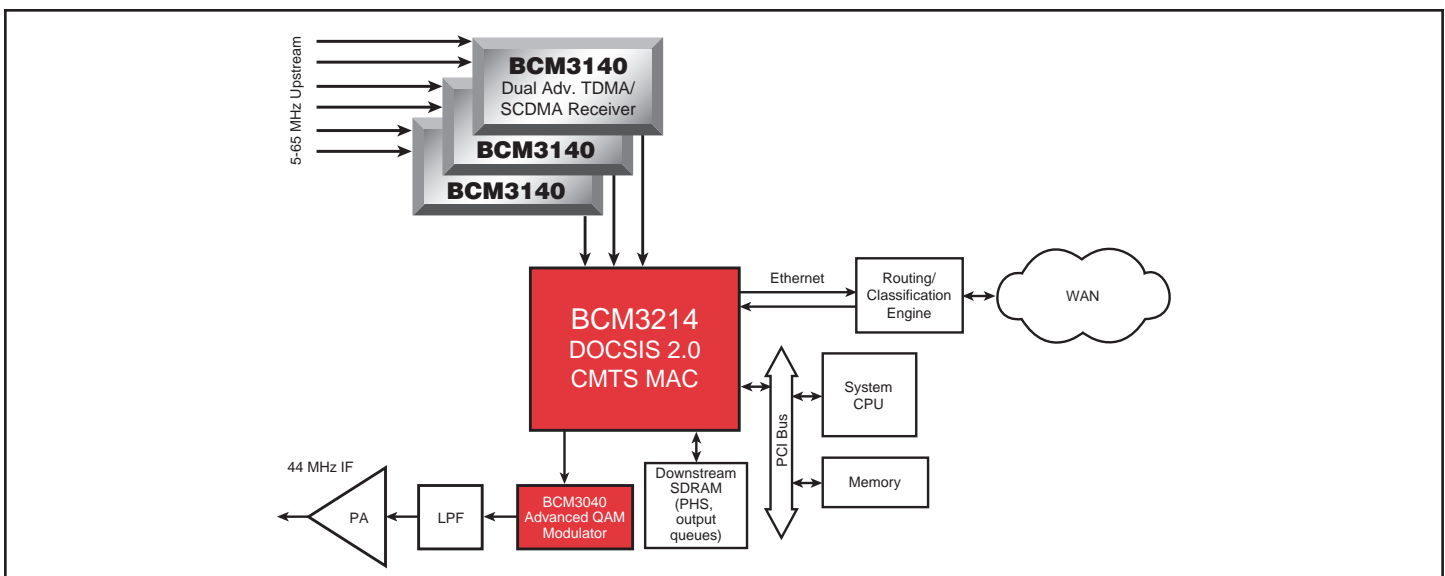 5-65 MHz Upstream
BCM3140
Dual Adv. TDMA/
SCDMA Receiver
BCM3140
BCM3140
BCM3214
DOCSIS 2.0
CMTS MAC
Ethernet
Routing/
Classification
Engine
WAN
PCI Bus
System
CPU
Memory
44 MHz IF
PA
LPF
BCM3040
Advanced QAM
Modulator
Downstream
SDRAM
(PHS,
output
queues)